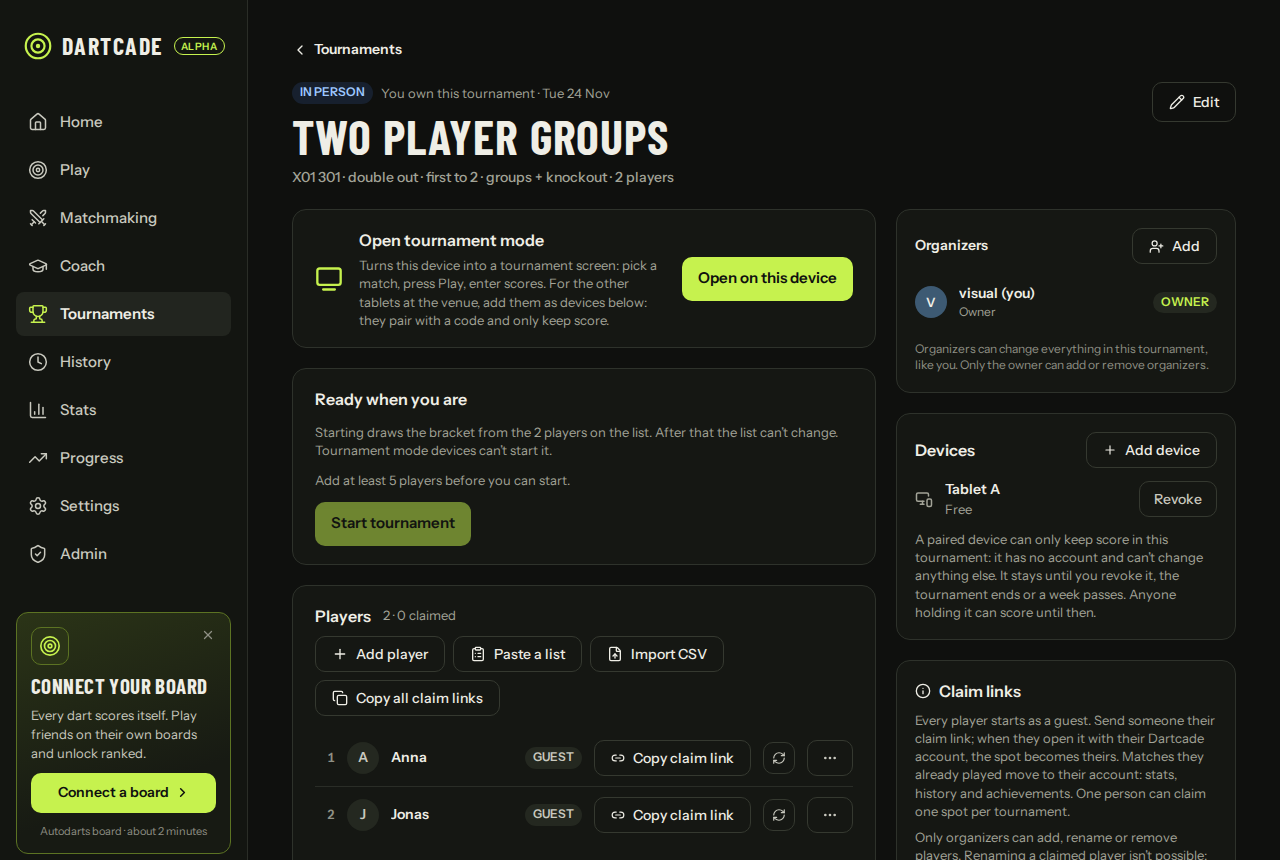 DARTCADE ALPHA
Home
Play
Matchmaking
Coach
Tournaments
History
Stats
Progress
Settings
Admin
CONNECT YOUR BOARD
Every dart scores itself. Play
friends on their own boards
and unlock ranked.
Connect a board
Autodarts board · about 2 minutes
Tournaments
IN PERSON You own this tournament · Tue 24 Nov
TWO PLAYER GROUPS
X01 301 · double out · first to 2 · groups + knockout · 2 players
Edit
Open tournament mode
Turns this device into a tournament screen: pick a
match, press Play, enter scores. For the other
tablets at the venue, add them as devices below:
they pair with a code and only keep score.
Open on this device
Ready when you are
Starting draws the bracket from the 2 players on the list. After that the list can't change.
Tournament mode devices can't start it.
Add at least 5 players before you can start.
Start tournament
Players 2 · 0 claimed
Add player
Paste a list
Import CSV
Copy all claim links
1 A Anna GUEST Copy claim link
2 J Jonas GUEST Copy claim link
Organizers
Add
V visual (you) OWNER
Owner
Organizers can change everything in this tournament,
like you. Only the owner can add or remove organizers.
Devices
Add device
Tablet A
Free
Revoke
A paired device can only keep score in this
tournament: it has no account and can't change
anything else. It stays until you revoke it, the
tournament ends or a week passes. Anyone
holding it can score until then.
Claim links
Every player starts as a guest. Send someone their
claim link; when they open it with their Dartcade
account, the spot becomes theirs. Matches they
already played move to their account: stats,
history and achievements. One person can claim
one spot per tournament.
Only organizers can add, rename or remove
players. Renaming a claimed player isn't possible;